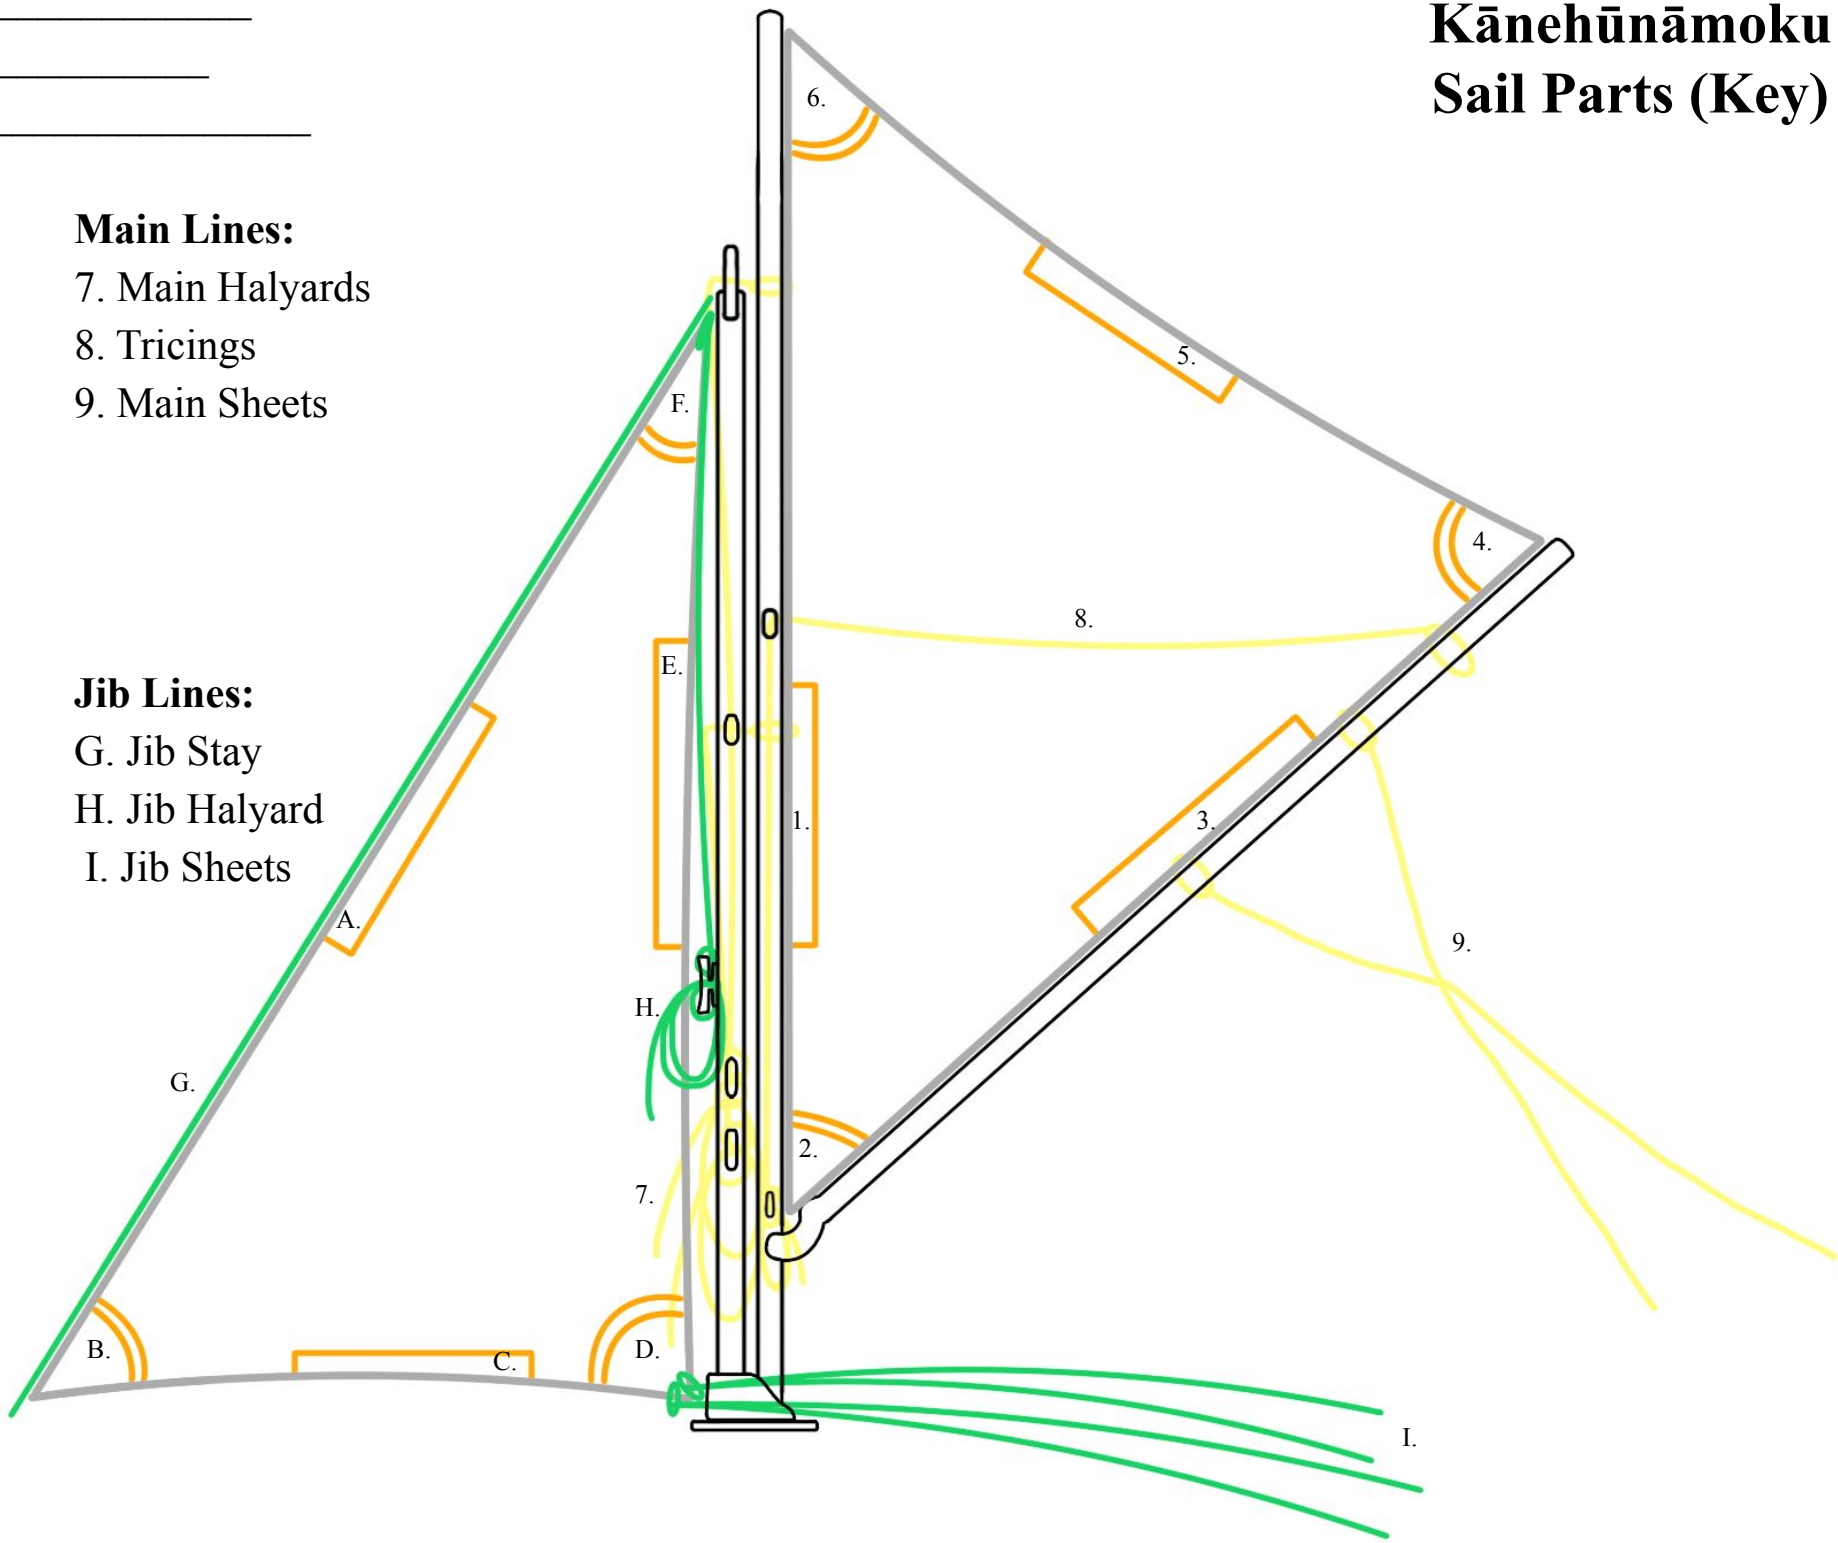 Kānehūnāmoku
Sail Parts (Key)
Main Lines:
7. Main Halyards
8. Tricings
9. Main Sheets
Jib Lines:
G. Jib Stay
H. Jib Halyard
I. Jib Sheets
6.
5.
F.
4.
8.
E.
1.
3.
A.
9.
H.
G.
2.
7.
B.
C.
D.
I.